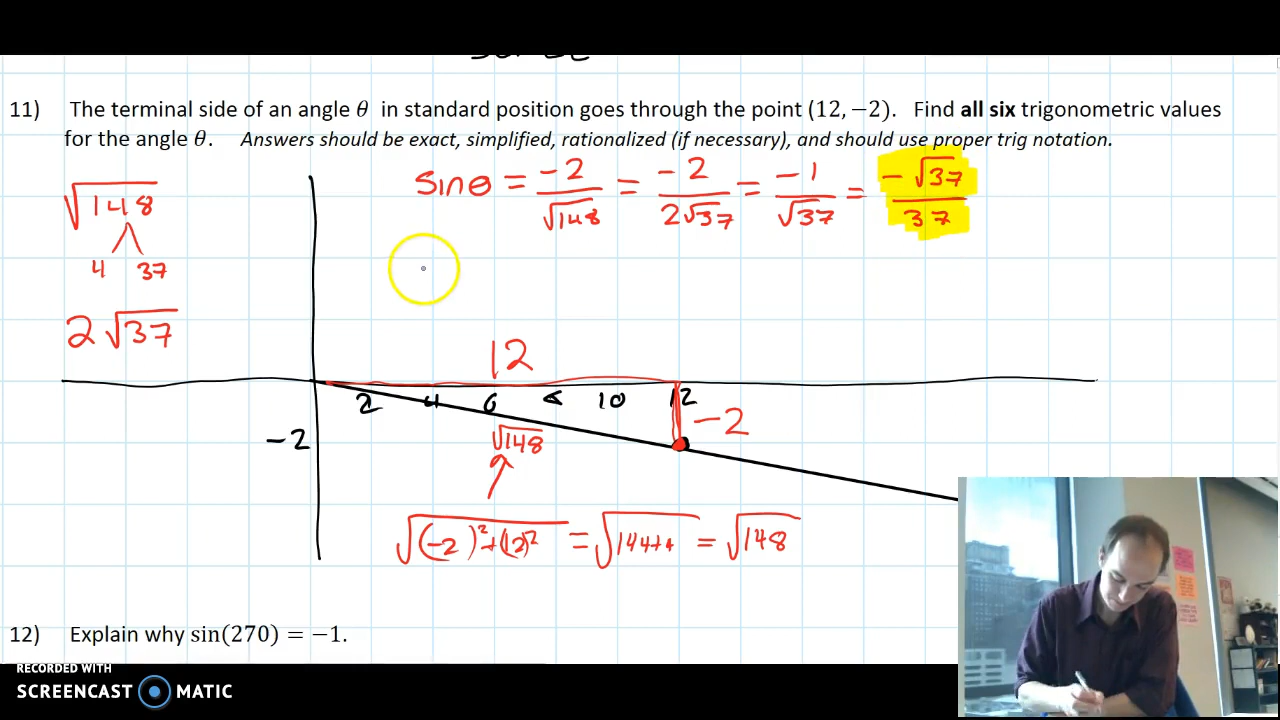 11) The terminal side of an angle θ in standard position goes through the point (12, −2). Find all six trigonometric values
for the angle θ. Answers should be exact, simplified, rationalized (if necessary), and should use proper trig notation.
sinθ = -2/√148 = -2/2√37 = -1/√37 = -√37/37
√148
4 37
2√37
12
2 4 6 8 10 12
-2
-2
√148
√(-2)²+(12)² = √144+4 = √148
12) Explain why sin(270) = −1.
RECORDED WITH
SCREENCAST MATIC